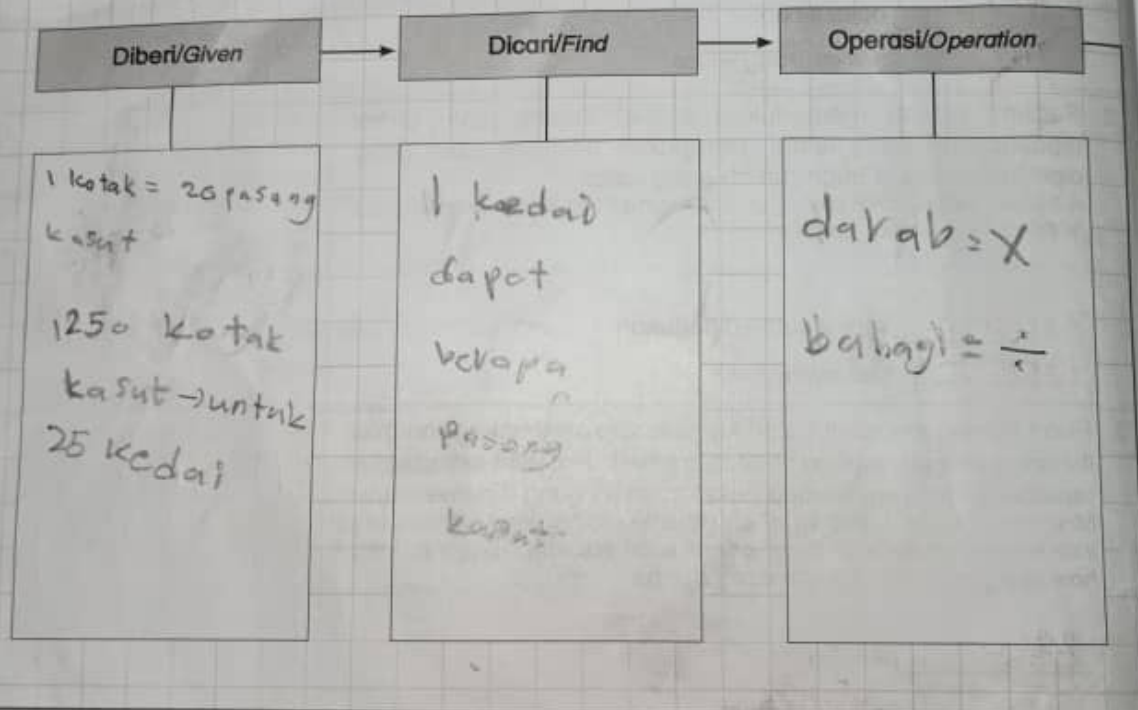 Diberi/Given
Dicari/Find
Operasi/Operation
1 kotak = 20 pasang
kasut
1250 kotak
kasut →untuk
25 kedai
1 kedai
dapat
berapa
pasang
kasut
darab = X
bahagi = ÷